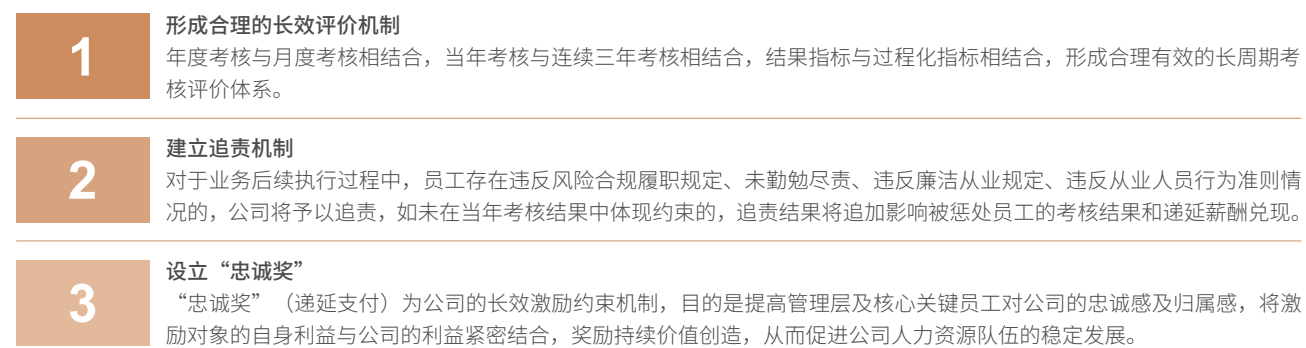 1
形成合理的长效评价机制
年度考核与月度考核相结合，当年考核与连续三年考核相结合，结果指标与过程化指标相结合，形成合理有效的长周期考
核评价体系。
2
建立追责机制
对于业务后续执行过程中，员工存在违反风险合规履职规定、未勤勉尽责、违反廉洁从业规定、违反从业人员行为准则情
况的，公司将予以追责，如未在当年考核结果中体现约束的，追责结果将追加影响被惩处员工的考核结果和递延薪酬兑现。
3
设立“忠诚奖”
“忠诚奖”（递延支付）为公司的长效激励约束机制，目的是提高管理层及核心关键员工对公司的忠诚感及归属感，将激
励对象的自身利益与公司的利益紧密结合，奖励持续价值创造，从而促进公司人力资源队伍的稳定发展。